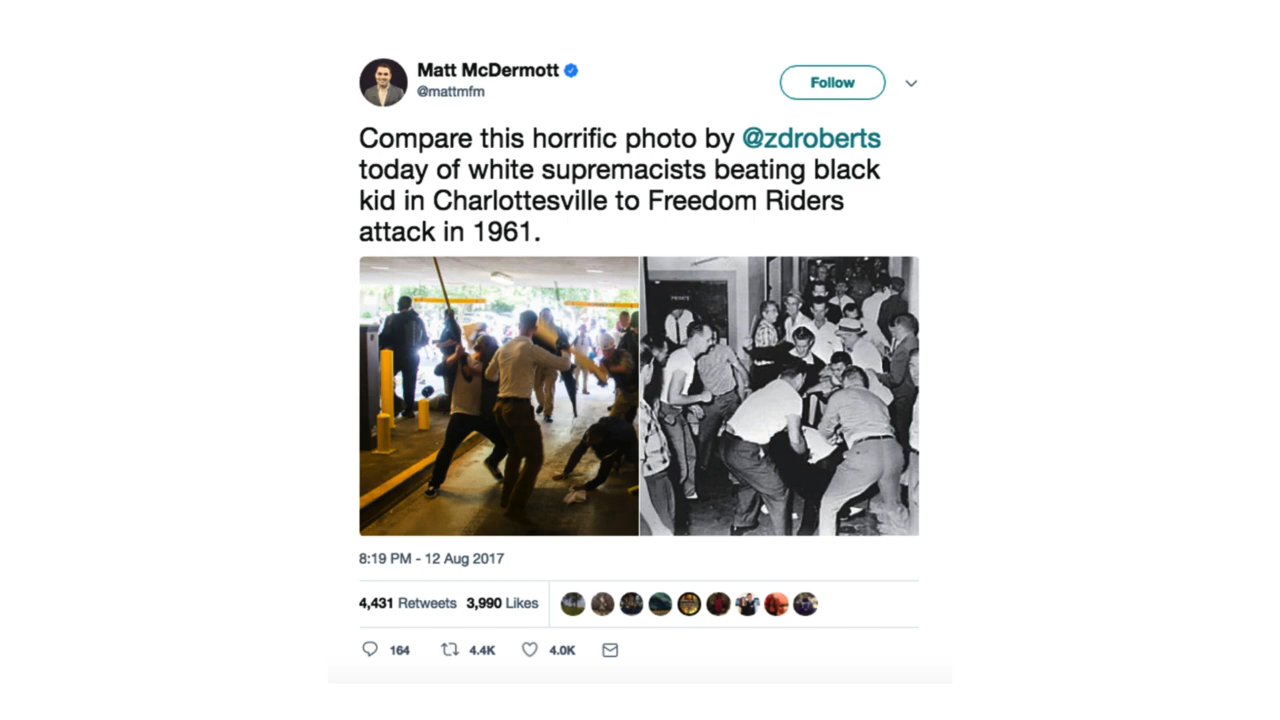 Matt McDermott
@mattmfm
Follow
Compare this horrific photo by @zdroberts
today of white supremacists beating black
kid in Charlottesville to Freedom Riders
attack in 1961.
PRIVATE
8:19 PM - 12 Aug 2017
4,431 Retweets 3,990 Likes
164 4.4K 4.0K